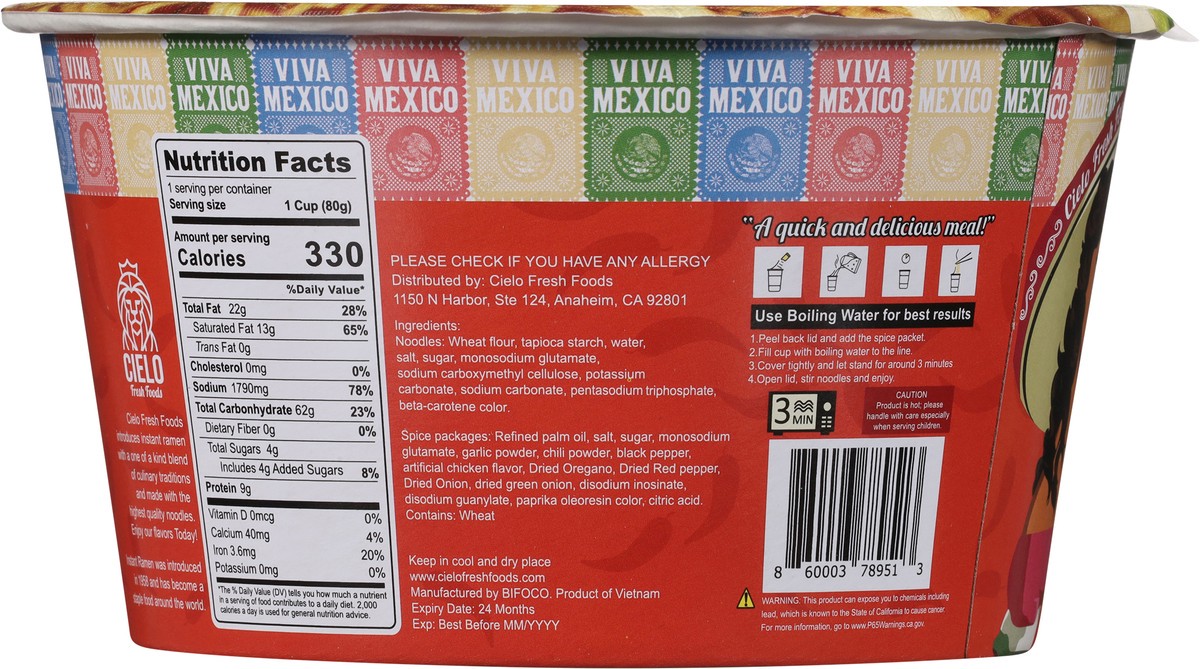 VIVA MEXICO
VIVA MEXICO
VIVA MEXICO
VIVA MEXICO
VIVA MEXICO
VIVA MEXICO
VIVA MEXICO
VIVA MEXICO
VIVA MEXICO
VIVA MEXICO
Nutrition Facts
1 serving per container
Serving size 1 Cup (80g)
Amount per serving
Calories 330
%Daily Value*
Total Fat 22g 28%
Saturated Fat 13g 65%
Trans Fat 0g
Cholesterol 0mg 0%
Sodium 1790mg 78%
Total Carbohydrate 62g 23%
Dietary Fiber 0g 0%
Total Sugars 4g
Includes 4g Added Sugars 8%
Protein 9g
Vitamin D 0mcg 0%
Calcium 40mg 4%
Iron 3.6mg 20%
Potassium 0mg 0%
*The % Daily Value (DV) tells you how much a nutrient
in a serving of food contributes to a daily diet. 2,000
calories a day is used for general nutrition advice.
CIELO
Fresh Foods
Cielo Fresh Foods
introduces instant ramen
with a one of a kind blend
of culinary traditions
and made with the
highest quality noodles.
Enjoy our flavors Today!
Instant Ramen was introduced
in 1958 and has become a
staple food around the world.
PLEASE CHECK IF YOU HAVE ANY ALLERGY
Distributed by: Cielo Fresh Foods
1150 N Harbor, Ste 124, Anaheim, CA 92801
Ingredients:
Noodles: Wheat flour, tapioca starch, water,
salt, sugar, monosodium glutamate,
sodium carboxymethyl cellulose, potassium
carbonate, sodium carbonate, pentasodium triphosphate,
beta-carotene color.
Spice packages: Refined palm oil, salt, sugar, monosodium
glutamate, garlic powder, chili powder, black pepper,
artificial chicken flavor, Dried Oregano, Dried Red pepper,
Dried Onion, dried green onion, disodium inosinate,
disodium guanylate, paprika oleoresin color, citric acid.
Contains: Wheat
Keep in cool and dry place
www.cielofreshfoods.com
Manufactured by BIFOCO. Product of Vietnam
Expiry Date: 24 Months
Exp: Best Before MM/YYYY
"A quick and delicious meal!"
Use Boiling Water for best results
1.Peel back lid and add the spice packet.
2.Fill cup with boiling water to the line.
3.Cover tightly and let stand for around 3 minutes
4.Open lid, stir noodles and enjoy.
3 MIN
CAUTION
Product is hot; please
handle with care especially
when serving children.
8 60003 78951 3
WARNING: This product can expose you to chemicals including
lead, which is known to the State of California to cause cancer.
For more information, go to www.P65Warnings.ca.gov.
Cielo Fresh